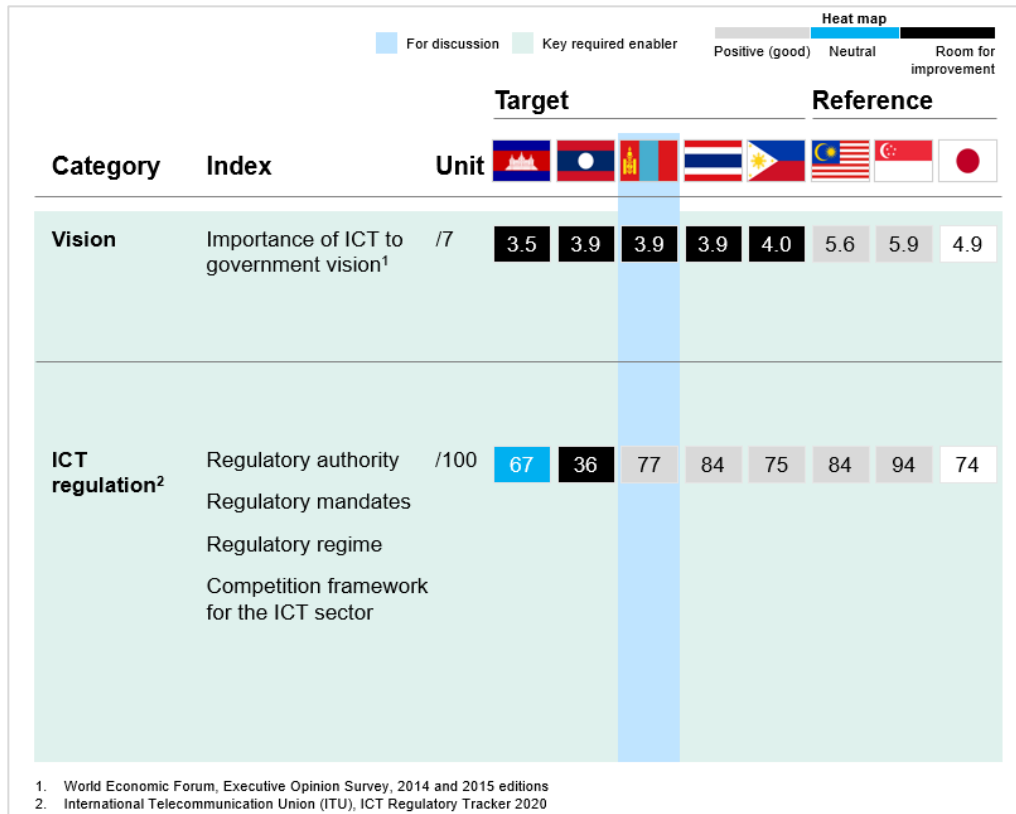 Heat map
For discussion
Key required enabler
Positive (good)
Neutral
Room for
improvement
Target
Reference
Category
Index
Unit
Vision
Importance of ICT to
government vision1
/7
3.5
3.9
3.9
3.9
4.0
5.6
5.9
4.9
ICT
regulation2
Regulatory authority
/100
67
36
77
84
75
84
94
74
Regulatory mandates
Regulatory regime
Competition framework
for the ICT sector
1. World Economic Forum, Executive Opinion Survey, 2014 and 2015 editions
2. International Telecommunication Union (ITU), ICT Regulatory Tracker 2020